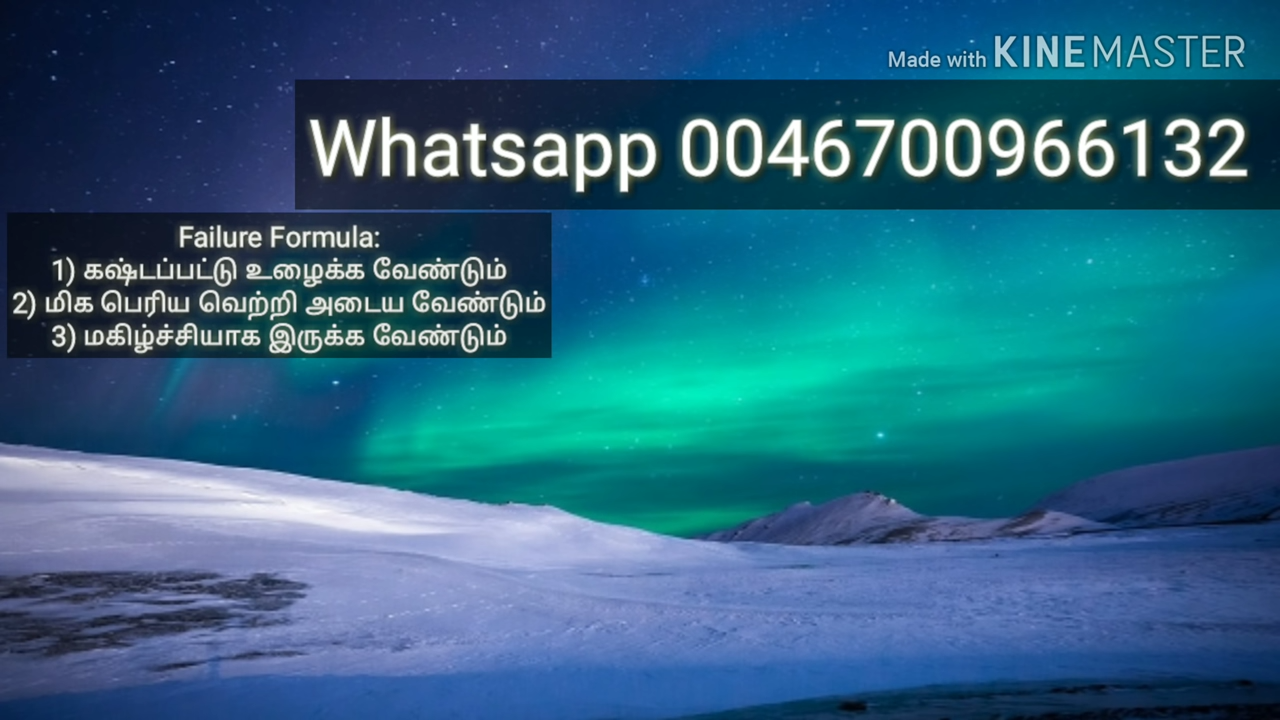 Made with KINEMASTER
Whatsapp 0046700966132
Failure Formula:
1) கஷ்டப்பட்டு உழைக்க வேண்டும்
2) மிக பெரிய வெற்றி அடைய வேண்டும்
3) மகிழ்ச்சியாக இருக்க வேண்டும்